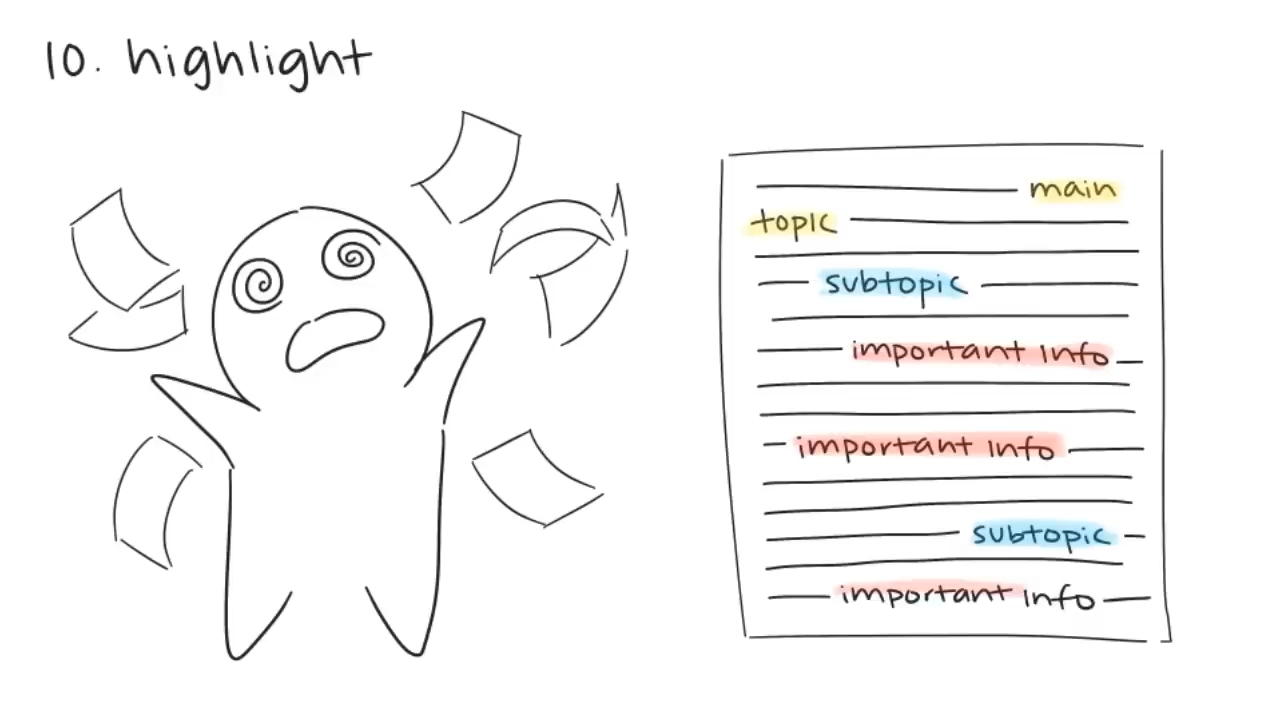 10. highlight
main
topic
subtopic
important info
important info
subtopic
important info